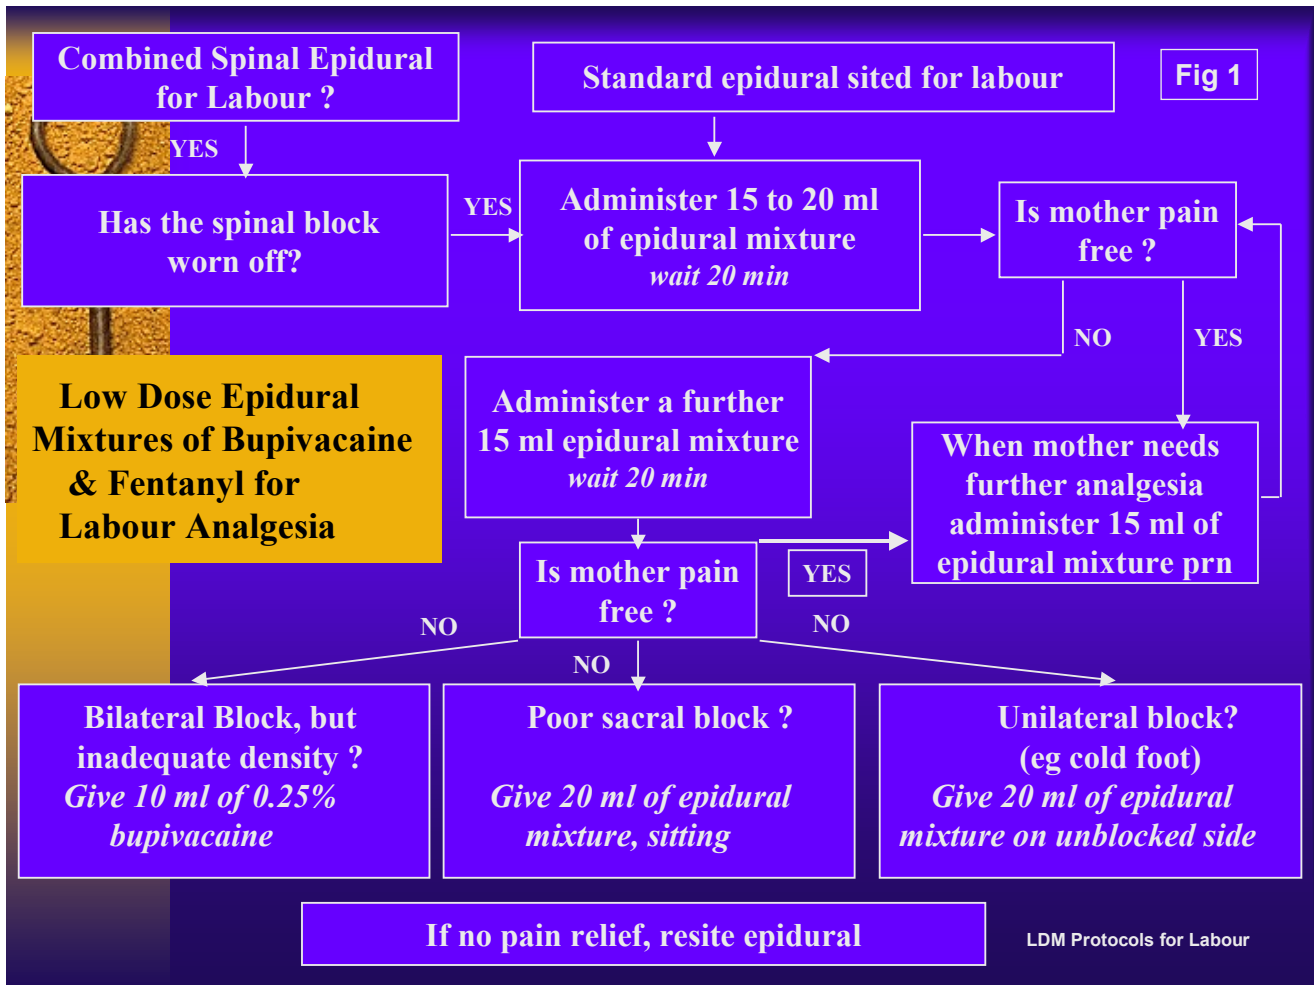 Combined Spinal Epidural
for Labour ?
Standard epidural sited for labour
Fig 1
YES
Has the spinal block
worn off?
YES
Administer 15 to 20 ml
of epidural mixture
wait 20 min
Is mother pain
free ?
NO
YES
Low Dose Epidural
Mixtures of Bupivacaine
& Fentanyl for
Labour Analgesia
Administer a further
15 ml epidural mixture
wait 20 min
When mother needs
further analgesia
administer 15 ml of
epidural mixture prn
Is mother pain
free ?
YES
NO
NO
NO
Bilateral Block, but
inadequate density ?
Give 10 ml of 0.25%
bupivacaine
Poor sacral block ?
Give 20 ml of epidural
mixture, sitting
Unilateral block?
(eg cold foot)
Give 20 ml of epidural
mixture on unblocked side
If no pain relief, resite epidural
LDM Protocols for Labour